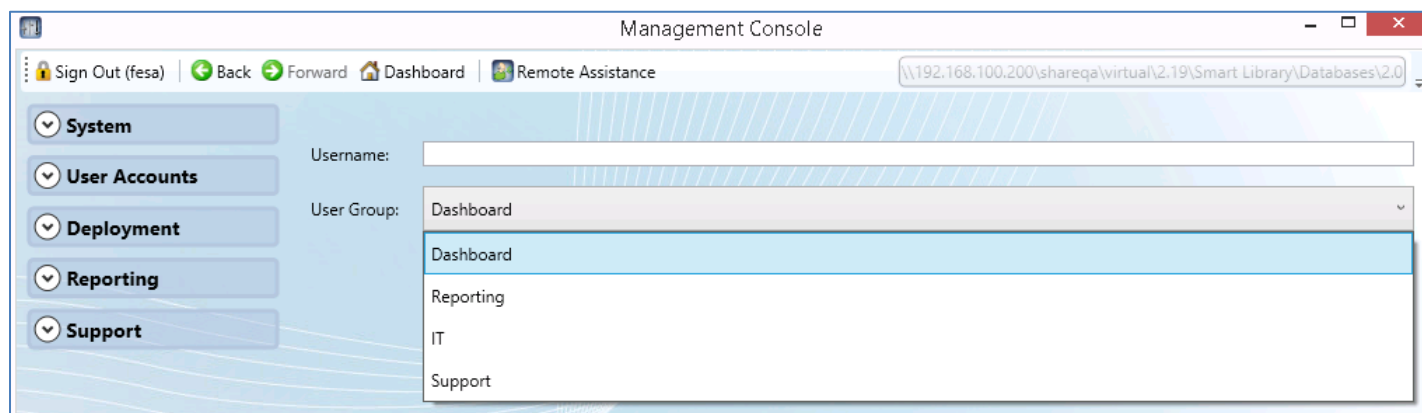 Management Console
Sign Out (fesa) Back Forward Dashboard Remote Assistance \\192.168.100.200\shareqa\virtual\2.19\Smart Library\Databases\2.0
System
Username:
User Accounts
User Group: Dashboard
Deployment
Dashboard
Reporting
Reporting
Support
IT
Support